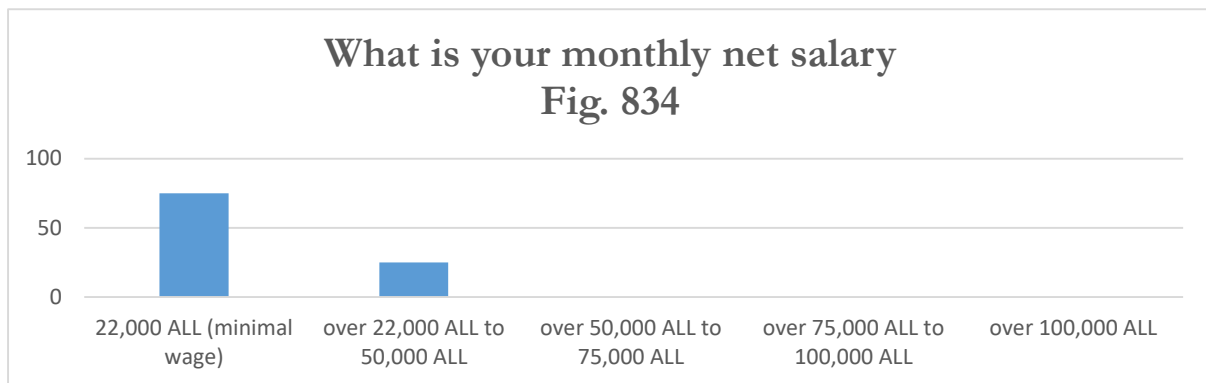 What is your monthly net salary
Fig. 834
100
50
0
22,000 ALL (minimal
wage)
over 22,000 ALL to
50,000 ALL
over 50,000 ALL to
75,000 ALL
over 75,000 ALL to
100,000 ALL
over 100,000 ALL